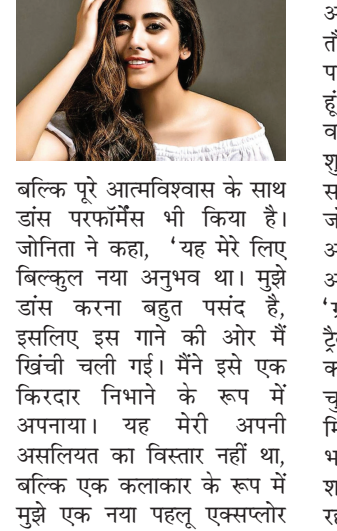 बल्कि पूरे आत्मविश्वास के साथ
डांस परफॉर्मेंस भी किया है।
जोनिता ने कहा, ‘यह मेरे लिए
बिल्कुल नया अनुभव था। मुझे
डांस करना बहुत पसंद है,
इसलिए इस गाने की ओर मैं
खिंची चली गई। मैंने इसे एक
किरदार निभाने के रूप में
अपनाया। यह मेरी अपनी
असलियत का विस्तार नहीं था,
बल्कि एक कलाकार के रूप में
मुझे एक नया पहलू एक्सप्लोर